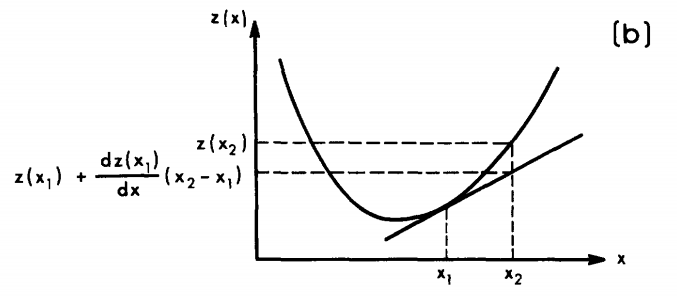 z(x)
(b)
z(x₂)
z(x₁) + dz(x₁)/dx (x₂-x₁)
x
x₁ x₂